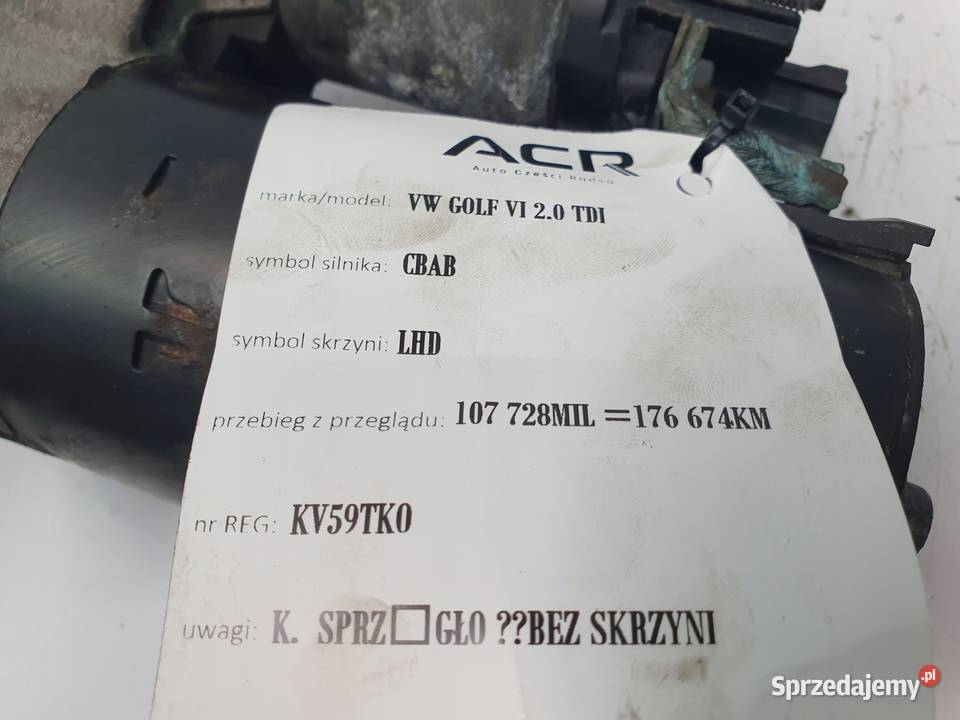 ACR
Auto Części Rudka
marka/model: VW GOLF VI 2.0 TDI
symbol silnika: CBAB
symbol skrzyni: LHD
przebieg z przeglądu: 107 728MIL =176 674KM
nr REG: KV59TKO
uwagi: K. SPRZ□GŁO ??BEZ SKRZYNI
Sprzedajemy.pl